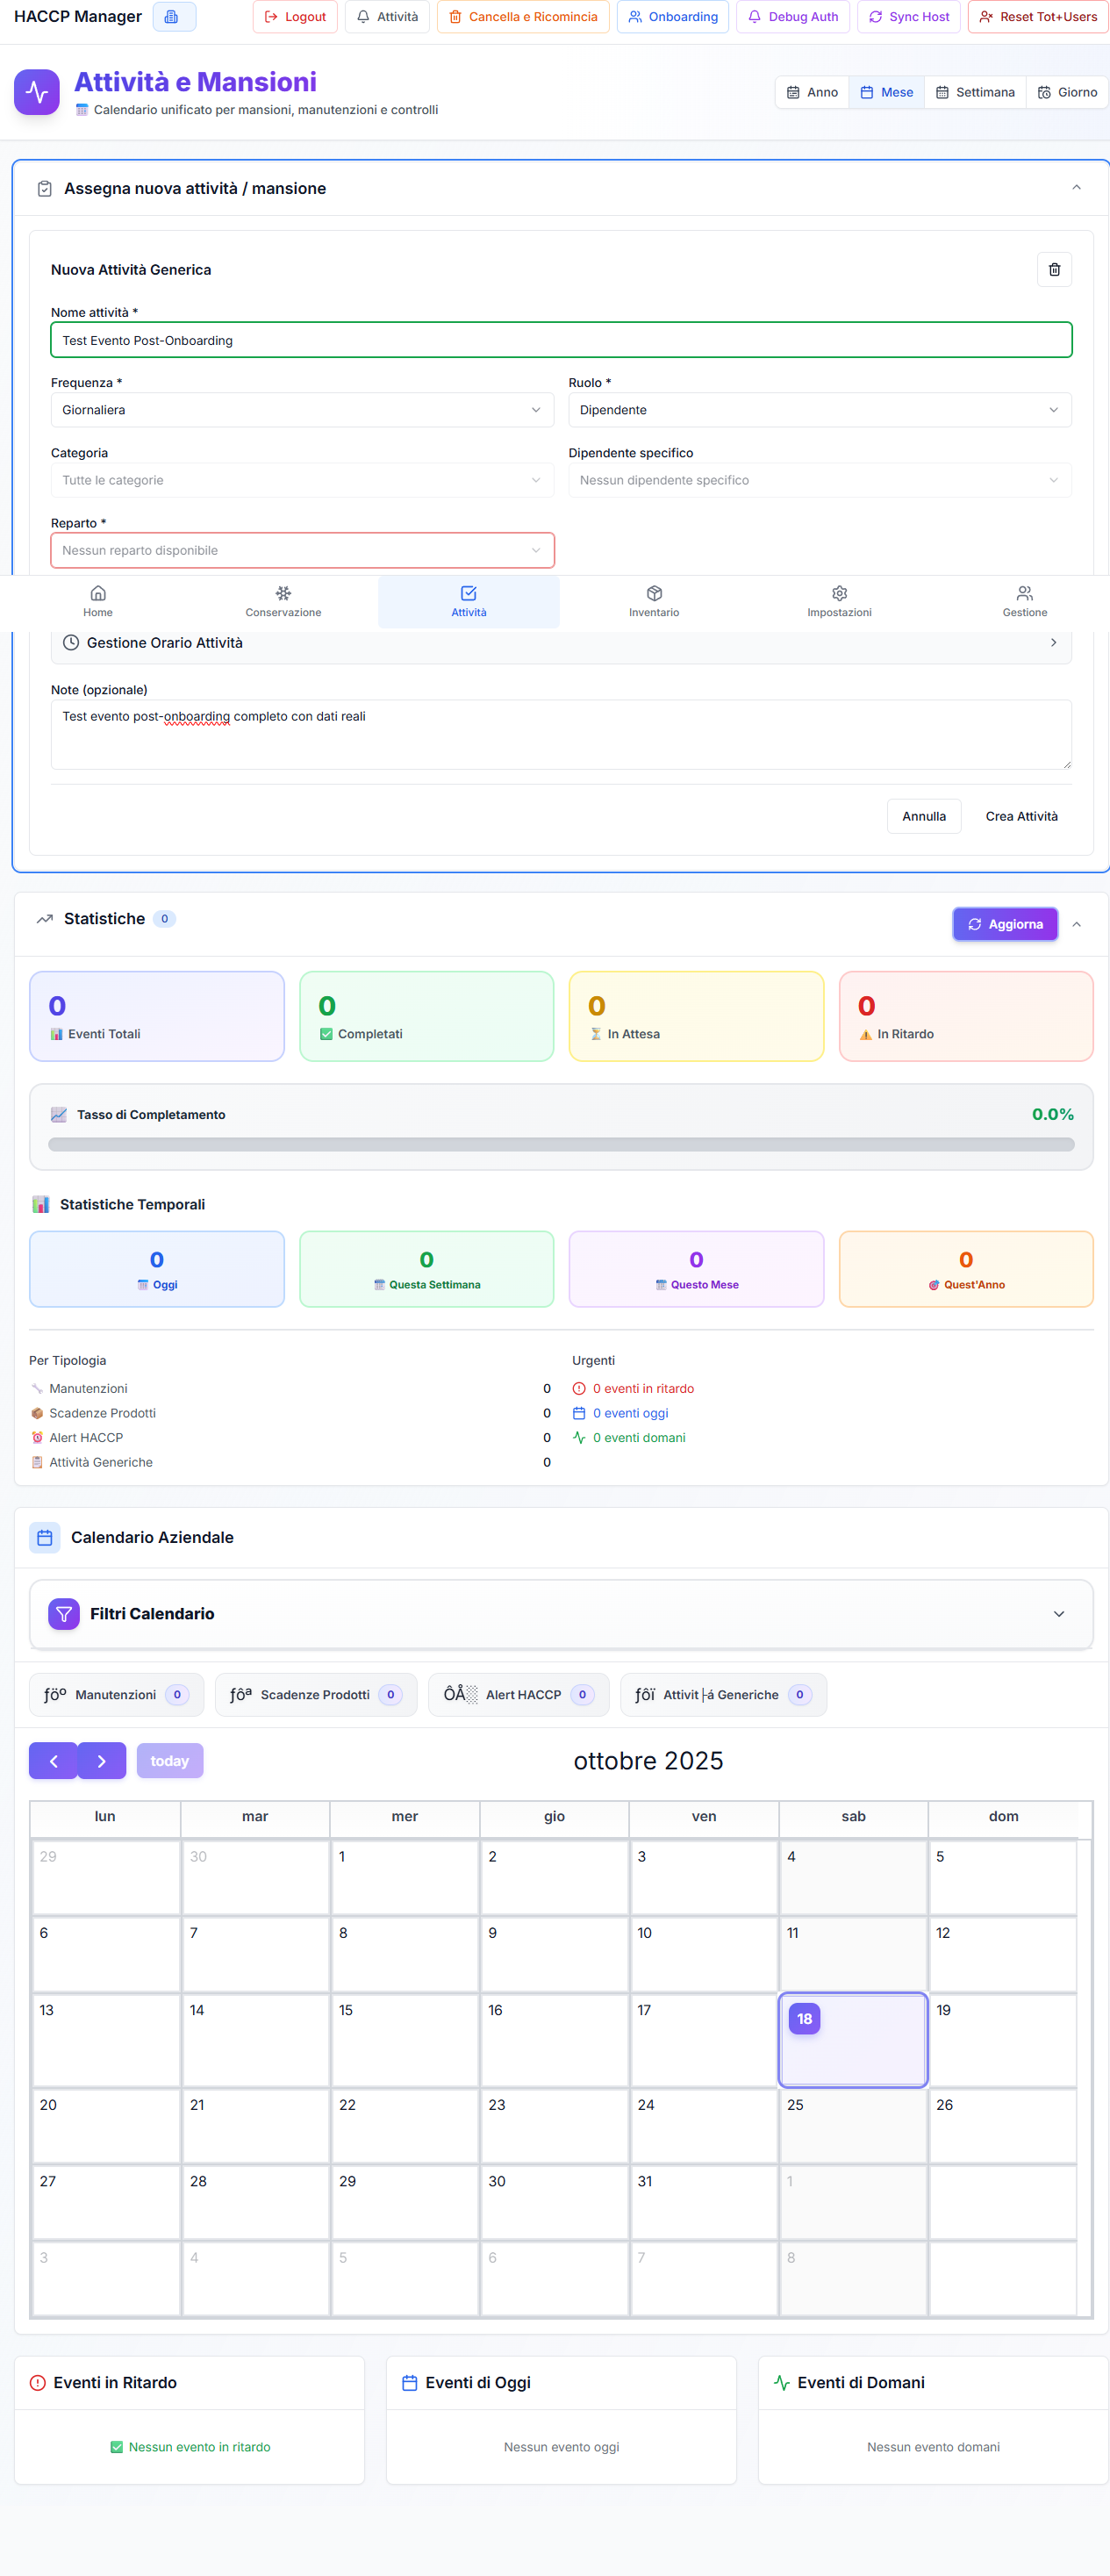 HACCP Manager
Logout
Attività
Cancella e Ricomincia
Onboarding
Debug Auth
Sync Host
Reset Tot+Users
Attività e Mansioni
Calendario unificato per mansioni, manutenzioni e controlli
Anno
Mese
Settimana
Giorno
Assegna nuova attività / mansione
Nuova Attività Generica
Nome attività *
Test Evento Post-Onboarding
Frequenza *
Ruolo *
Giornaliera
Dipendente
Categoria
Dipendente specifico
Tutte le categorie
Nessun dipendente specifico
Reparto *
Nessun reparto disponibile
Home
Conservazione
Attività
Inventario
Impostazioni
Gestione
Gestione Orario Attività
Note (opzionale)
Test evento post-onboarding completo con dati reali
Annulla
Crea Attività
Statistiche 0
Aggiorna
0
Eventi Totali
0
Completati
0
In Attesa
0
In Ritardo
Tasso di Completamento
0.0%
Statistiche Temporali
0
Oggi
0
Questa Settimana
0
Questo Mese
0
Quest'Anno
Per Tipologia
Manutenzioni 0
Scadenze Prodotti 0
Alert HACCP 0
Attività Generiche 0
Urgenti
0 eventi in ritardo
0 eventi oggi
0 eventi domani
Calendario Aziendale
Filtri Calendario
ƒöº Manutenzioni 0
ƒôª Scadenze Prodotti 0
ÔÅ░ Alert HACCP 0
ƒôï Attivit├á Generiche 0
today
ottobre 2025
lun mar mer gio ven sab dom
29 30 1 2 3 4 5
6 7 8 9 10 11 12
13 14 15 16 17 18 19
20 21 22 23 24 25 26
27 28 29 30 31 1
3 4 5 6 7 8
Eventi in Ritardo
Nessun evento in ritardo
Eventi di Oggi
Nessun evento oggi
Eventi di Domani
Nessun evento domani